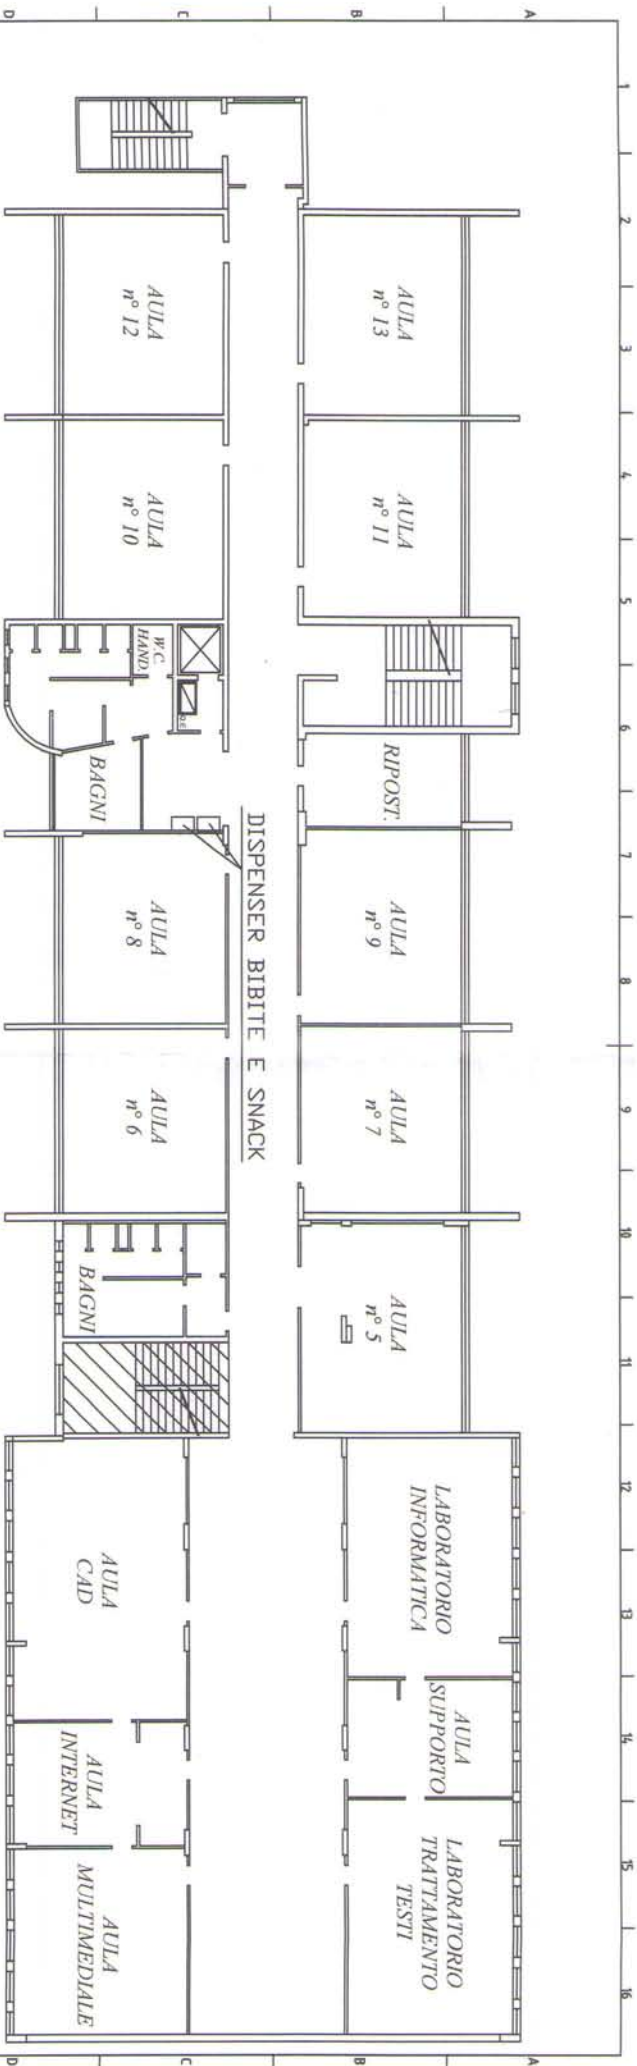 D
C
B
A
1
2
3
4
5
6
7
8
9
10
11
12
13
14
15
16
AULA
n° 13
AULA
n° 11
RIPOST.
AULA
n° 9
AULA
n° 7
AULA
n° 5
LABORATORIO
INFORMATICA
AULA
SUPPORTO
LABORATORIO
TRATTAMENTO
TESTI
DISPENSER BIBITE E SNACK
AULA
n° 12
AULA
n° 10
W.C.
HAND.
BAGNI
AULA
n° 8
AULA
n° 6
BAGNI
AULA
CAD
AULA
INTERNET
AULA
MULTIMEDIALE
D
C
B
A